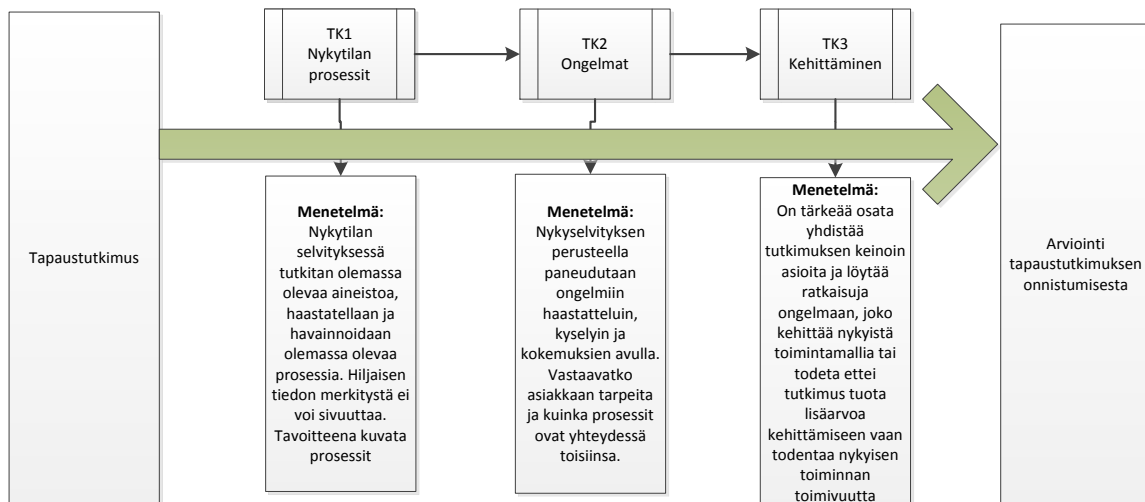 Tapaustutkimus
TK1
Nykytilan
prosessit
TK2
Ongelmat
TK3
Kehittäminen
Menetelmä:
Nykytilan
selvityksessä
tutkitan olemassa
olevaa aineistoa,
haastatellaan ja
havainnoidaan
olemassa olevaa
prosessia. Hiljaisen
tiedon merkitystä ei
voi sivuuttaa.
Tavoitteena kuvata
prosessit
Menetelmä:
Nykyselvityksen
perusteella
paneudutaan
ongelmiin
haastatteluin,
kyselyin ja
kokemuksien avulla.
Vastaavatko
asiakkaan tarpeita
ja kuinka prosessit
ovat yhteydessä
toisiinsa.
Menetelmä:
On tärkeää osata
yhdistää
tutkimuksen keinoin
asioita ja löytää
ratkaisuja
ongelmaan, joko
kehittää nykyistä
toimintamallia tai
todeta ettei
tutkimus tuota
lisäarvoa
kehittämiseen vaan
todentaa nykyisen
toiminnan
toimivuutta
Arviointi
tapaustutkimuksen
onnistumisesta